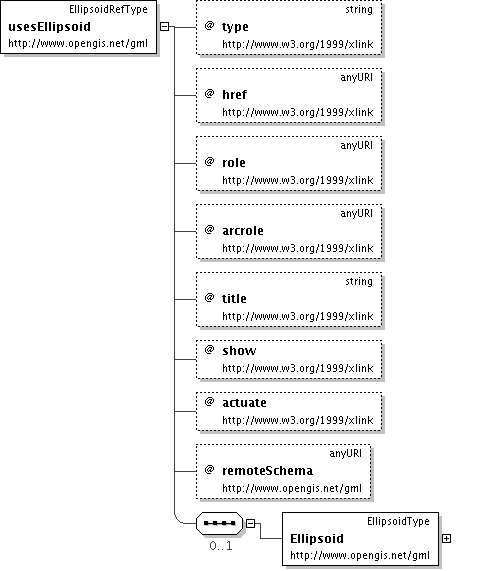 EllipsoidRefType
usesEllipsoid
http://www.opengis.net/gml
string
@ type
http://www.w3.org/1999/xlink
anyURI
@ href
http://www.w3.org/1999/xlink
anyURI
@ role
http://www.w3.org/1999/xlink
anyURI
@ arcrole
http://www.w3.org/1999/xlink
string
@ title
http://www.w3.org/1999/xlink
@ show
http://www.w3.org/1999/xlink
@ actuate
http://www.w3.org/1999/xlink
anyURI
@ remoteSchema
http://www.opengis.net/gml
0..1
EllipsoidType
Ellipsoid
http://www.opengis.net/gml